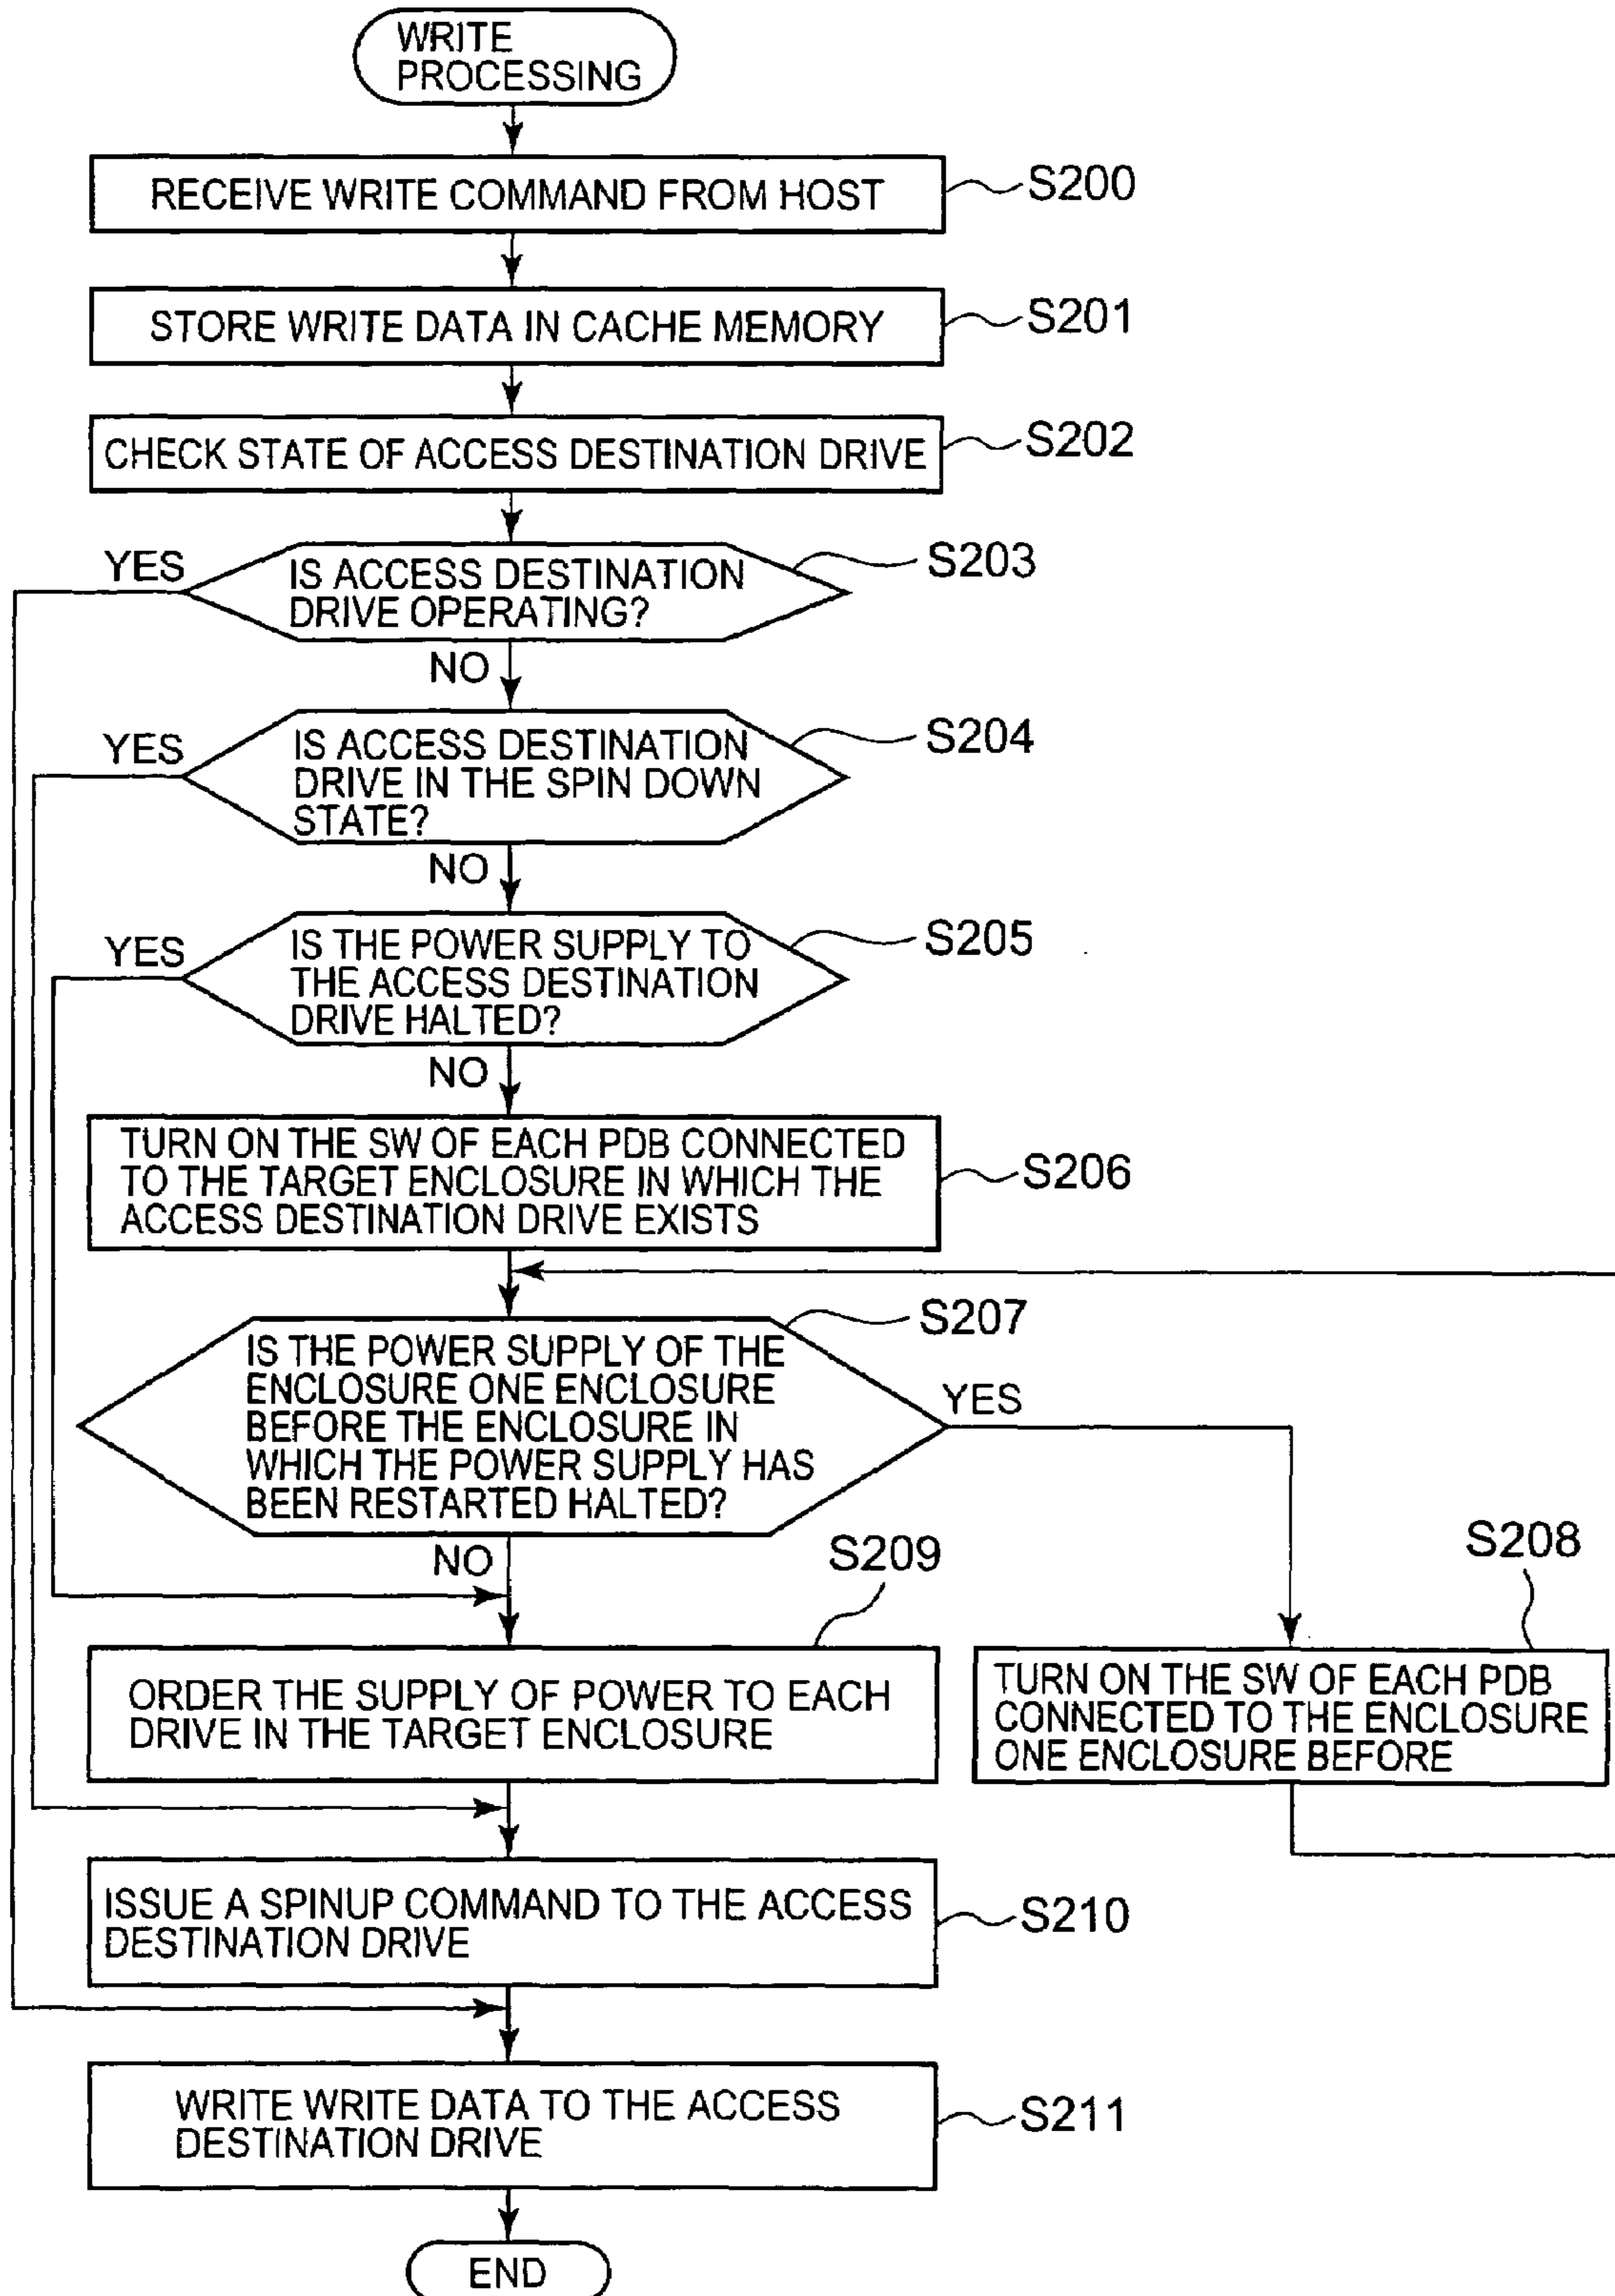 WRITE
PROCESSING
RECEIVE WRITE COMMAND FROM HOST
S200
STORE WRITE DATA IN CACHE MEMORY
S201
CHECK STATE OF ACCESS DESTINATION DRIVE
S202
YES
IS ACCESS DESTINATION
DRIVE OPERATING?
S203
NO
YES
IS ACCESS DESTINATION
DRIVE IN THE SPIN DOWN
STATE?
S204
NO
YES
IS THE POWER SUPPLY TO
THE ACCESS DESTINATION
DRIVE HALTED?
S205
NO
TURN ON THE SW OF EACH PDB CONNECTED
TO THE TARGET ENCLOSURE IN WHICH THE
ACCESS DESTINATION DRIVE EXISTS
S206
IS THE POWER SUPPLY OF THE
ENCLOSURE ONE ENCLOSURE
BEFORE THE ENCLOSURE IN
WHICH THE POWER SUPPLY HAS
BEEN RESTARTED HALTED?
S207
YES
NO
S209
S208
ORDER THE SUPPLY OF POWER TO EACH
DRIVE IN THE TARGET ENCLOSURE
TURN ON THE SW OF EACH PDB
CONNECTED TO THE ENCLOSURE
ONE ENCLOSURE BEFORE
ISSUE A SPINUP COMMAND TO THE ACCESS
DESTINATION DRIVE
S210
WRITE WRITE DATA TO THE ACCESS
DESTINATION DRIVE
S211
END